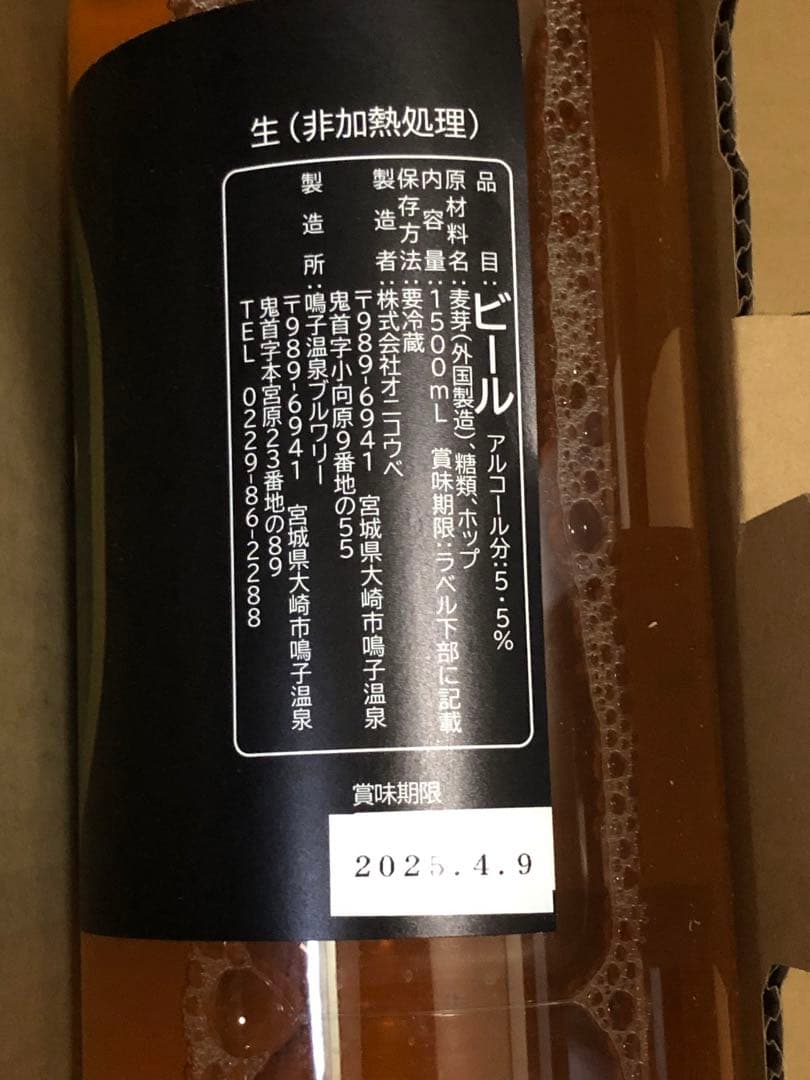 生（非加熱処理）
品目：ビール アルコール分：5.5%
原材料名：麦芽（外国製造）、糖類、ホップ
内容量：1500mL 賞味期限：ラベル下部に記載
保存方法：要冷蔵
製造者：株式会社オニコウベ
〒989-6941 宮城県大崎市鳴子温泉
鬼首字小向原9番地の55
製造所：鳴子温泉ブルワリー
〒989-6941 宮城県大崎市鳴子温泉
鬼首字本宮原23番地の89
TEL 0229-86-2288
賞味期限
2025.4.9